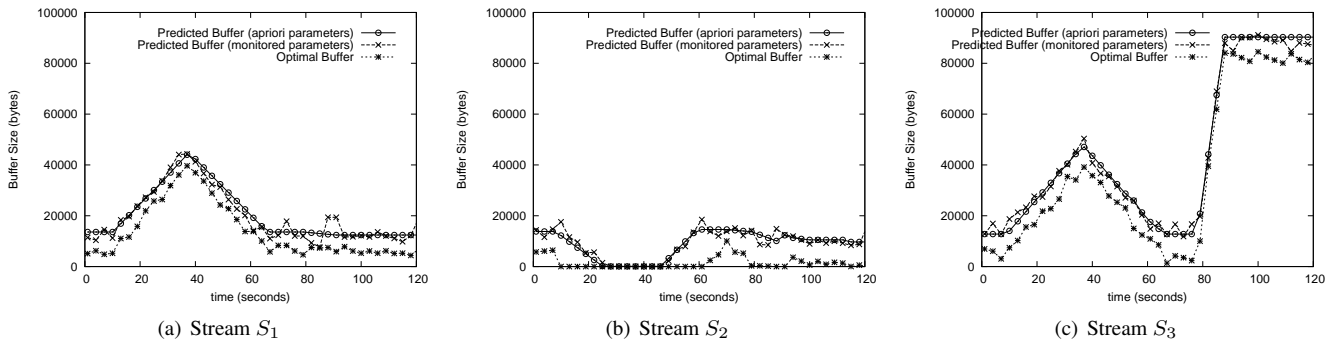 100000
80000
60000
40000
20000
0
Buffer Size (bytes)
Predicted Buffer (apriori parameters)
Predicted Buffer (monitored parameters)
Optimal Buffer
0 20 40 60 80 100 120
time (seconds)
(a) Stream S1
100000
80000
60000
40000
20000
0
Buffer Size (bytes)
Predicted Buffer (apriori parameters)
Predicted Buffer (monitored parameters)
Optimal Buffer
0 20 40 60 80 100 120
time (seconds)
(b) Stream S2
100000
80000
60000
40000
20000
0
Buffer Size (bytes)
Predicted Buffer (apriori parameters)
Predicted Buffer (monitored parameters)
Optimal Buffer
0 20 40 60 80 100 120
time (seconds)
(c) Stream S3